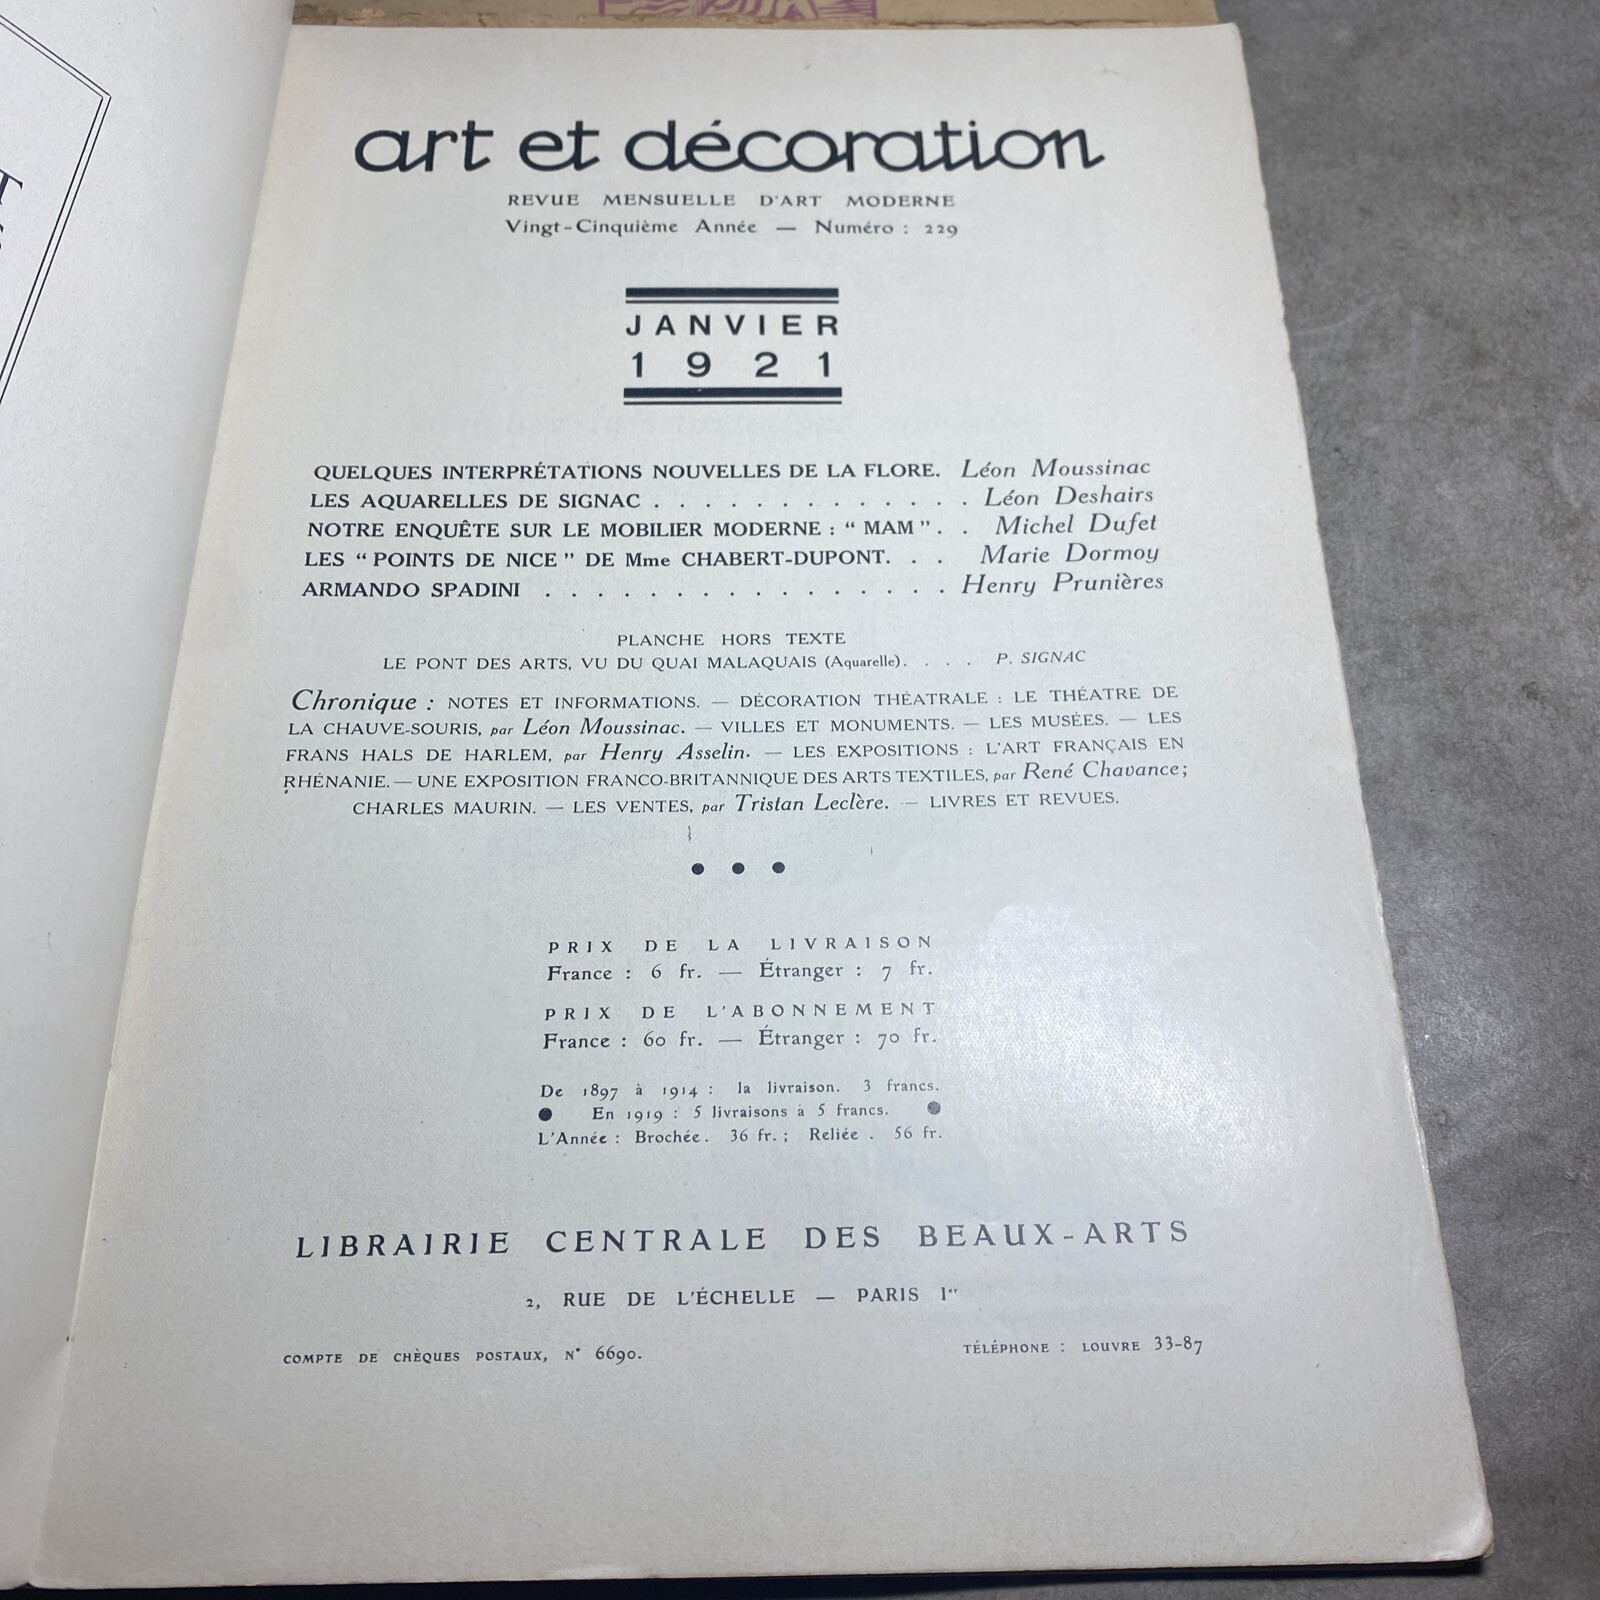 art et décoration
REVUE MENSUELLE D'ART MODERNE
Vingt-Cinquième Année — Numéro : 229
JANVIER
1921
QUELQUES INTERPRÉTATIONS NOUVELLES DE LA FLORE. Léon Moussinac
LES AQUARELLES DE SIGNAC . . . . . . . . . . . . . Léon Deshairs
NOTRE ENQUÊTE SUR LE MOBILIER MODERNE : “ MAM ”. . Michel Dufet
LES “ POINTS DE NICE ” DE Mme CHABERT-DUPONT. . . Marie Dormoy
ARMANDO SPADINI . . . . . . . . . . . . . . . . Henry Prunières
PLANCHE HORS TEXTE
LE PONT DES ARTS, VU DU QUAI MALAQUAIS (Aquarelle). . . . P. SIGNAC
Chronique : NOTES ET INFORMATIONS. — DÉCORATION THÉATRALE : LE THÉATRE DE
LA CHAUVE-SOURIS, par Léon Moussinac. — VILLES ET MONUMENTS. — LES MUSÉES. — LES
FRANS HALS DE HARLEM, par Henry Asselin. — LES EXPOSITIONS : L'ART FRANÇAIS EN
RHÉNANIE. — UNE EXPOSITION FRANCO-BRITANNIQUE DES ARTS TEXTILES, par René Chavance ;
CHARLES MAURIN. — LES VENTES, par Tristan Leclère. — LIVRES ET REVUES.
PRIX DE LA LIVRAISON
France : 6 fr. — Étranger : 7 fr.
PRIX DE L'ABONNEMENT
France : 60 fr. — Étranger : 70 fr.
De 1897 à 1914 : la livraison. 3 francs.
● En 1919 : 5 livraisons à 5 francs. ●
L'Année : Brochée. 36 fr. ; Reliée . 56 fr.
LIBRAIRIE CENTRALE DES BEAUX-ARTS
2, RUE DE L'ÉCHELLE — PARIS Ier
COMPTE DE CHÈQUES POSTAUX, N° 6690.
TÉLÉPHONE : LOUVRE 33-87